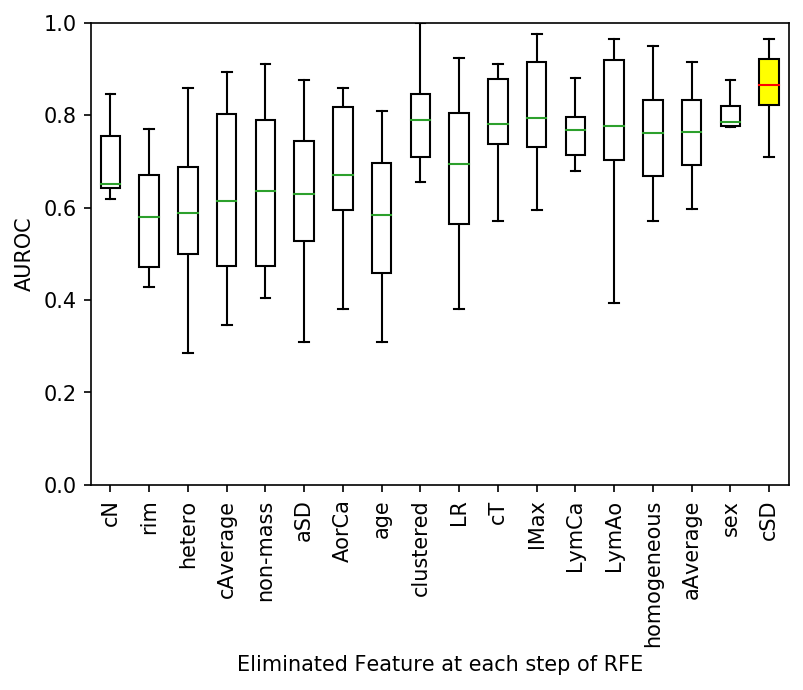 1.0
0.8
0.6
0.4
0.2
0.0
AUROC
cN
rim
hetero
cAverage
non-mass
aSD
AorCa
age
clustered
LR
cT
lMax
LymCa
LymAo
homogeneous
aAverage
sex
cSD
Eliminated Feature at each step of RFE